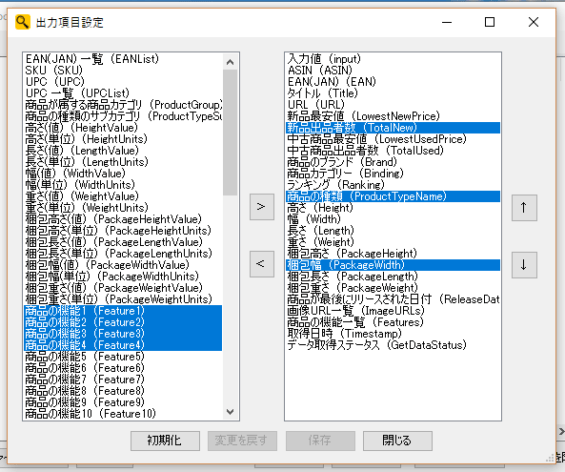 出力項目設定
EAN(JAN) 一覧 (EANList)
SKU (SKU)
UPC (UPC)
UPC 一覧 (UPCList)
商品が属する商品カテゴリ (ProductGroup)
商品の種類のサブカテゴリ (ProductTypeSu
高さ(値) (HeightValue)
高さ(単位) (HeightUnits)
長さ(値) (LengthValue)
長さ(単位) (LengthUnits)
幅(値) (WidthValue)
幅(単位) (WidthUnits)
重さ(値) (WeightValue)
重さ(単位) (WeightUnits)
梱包高さ(値) (PackageHeightValue)
梱包高さ(単位) (PackageHeightUnits)
梱包長さ(値) (PackageLengthValue)
梱包長さ(単位) (PackageLengthUnits)
梱包幅(値) (PackageWidthValue)
梱包幅(単位) (PackageWidthUnits)
梱包重さ(値) (PackageWeightValue)
梱包重さ(単位) (PackageWeightUnits)
商品の機能1 (Feature1)
商品の機能2 (Feature2)
商品の機能3 (Feature3)
商品の機能4 (Feature4)
商品の機能5 (Feature5)
商品の機能6 (Feature6)
商品の機能7 (Feature7)
商品の機能8 (Feature8)
商品の機能9 (Feature9)
商品の機能10 (Feature10)
>
<
入力値 (input)
ASIN (ASIN)
EAN(JAN) (EAN)
タイトル (Title)
URL (URL)
新品最安値 (LowestNewPrice)
新品出品者数 (TotalNew)
中古商品最安値 (LowestUsedPrice)
中古商品出品者数 (TotalUsed)
商品のブランド (Brand)
商品カテゴリー (Binding)
ランキング (Ranking)
商品の種類 (ProductTypeName)
高さ (Height)
幅 (Width)
長さ (Length)
重さ (Weight)
梱包高さ (PackageHeight)
梱包幅 (PackageWidth)
梱包長さ (PackageLength)
梱包重さ (PackageWeight)
商品が最後にリリースされた日付 (ReleaseDat
画像URL一覧 (ImageURLs)
商品の機能一覧 (Features)
取得日時 (Timestamp)
データ取得ステータス (GetDataStatus)
↑
↓
初期化
変更を戻す
保存
閉じる